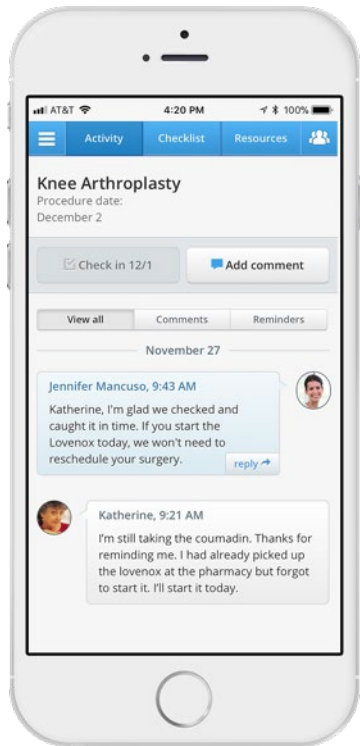 AT&T 4:20 PM 100%
Activity Checklist Resources
Knee Arthroplasty
Procedure date:
December 2
Check in 12/1 Add comment
View all Comments Reminders
November 27
Jennifer Mancuso, 9:43 AM
Katherine, I'm glad we checked and
caught it in time. If you start the
Lovenox today, we won't need to
reschedule your surgery.
reply
Katherine, 9:21 AM
I'm still taking the coumadin. Thanks for
reminding me. I had already picked up
the lovenox at the pharmacy but forgot
to start it. I'll start it today.